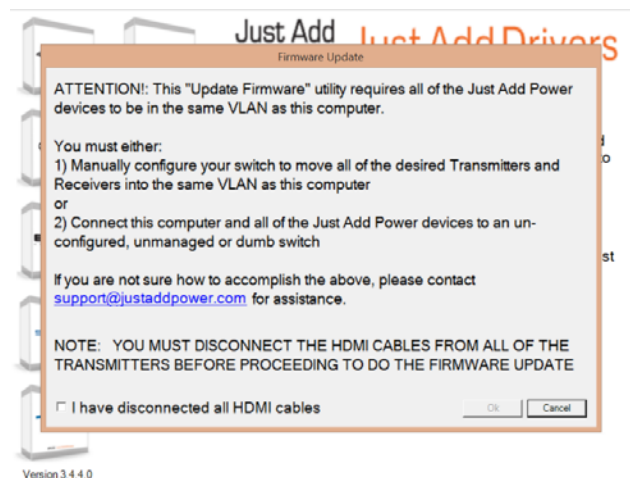 Just Add
Just Add Drivers
Firmware Update
ATTENTION!: This "Update Firmware" utility requires all of the Just Add Power
devices to be in the same VLAN as this computer.
You must either:
1) Manually configure your switch to move all of the desired Transmitters and
Receivers into the same VLAN as this computer
or
2) Connect this computer and all of the Just Add Power devices to an un-
configured, unmanaged or dumb switch
If you are not sure how to accomplish the above, please contact
support@justaddpower.com for assistance.
NOTE: YOU MUST DISCONNECT THE HDMI CABLES FROM ALL OF THE
TRANSMITTERS BEFORE PROCEEDING TO DO THE FIRMWARE UPDATE
I have disconnected all HDMI cables
Ok
Cancel
Version 3.4.4.0